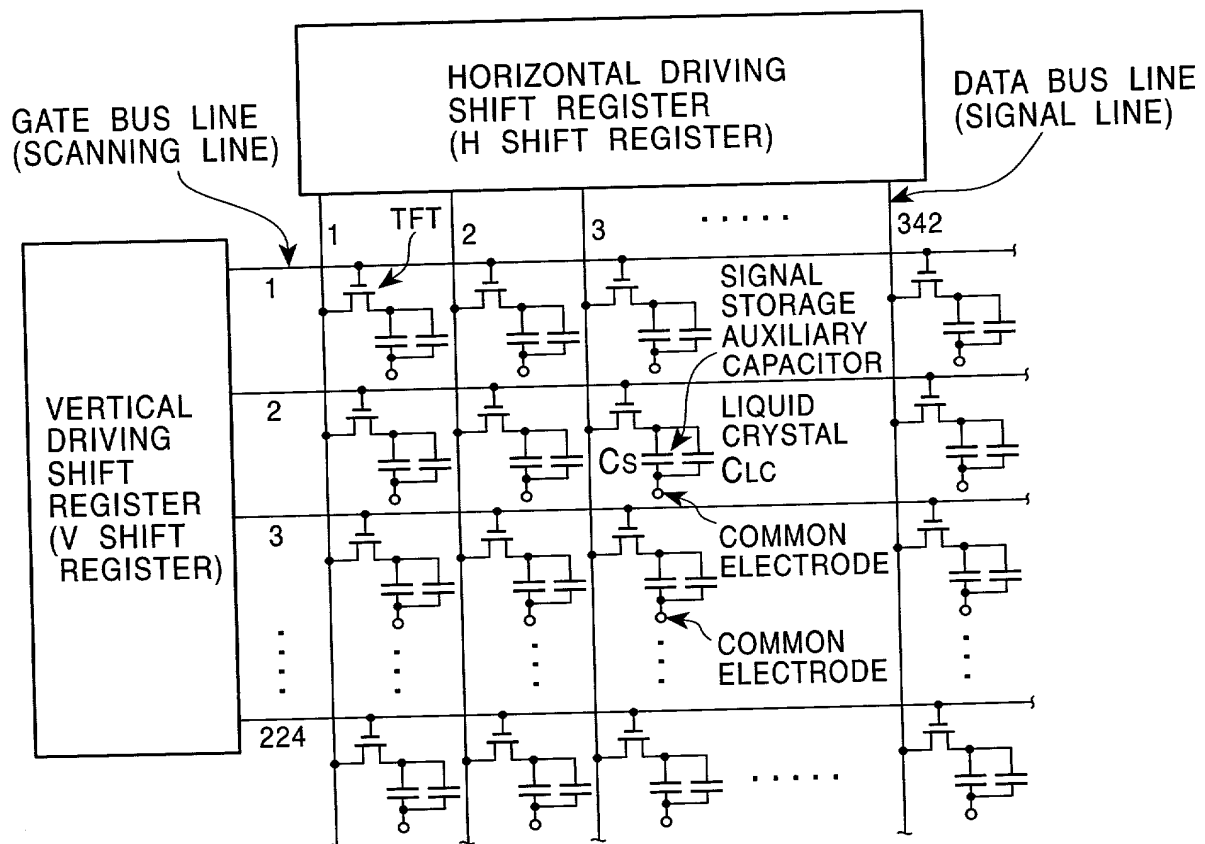 HORIZONTAL DRIVING
SHIFT REGISTER
(H SHIFT REGISTER)
DATA BUS LINE
(SIGNAL LINE)
GATE BUS LINE
(SCANNING LINE)
1
TFT
2
3
.....
342
1
SIGNAL
STORAGE
AUXILIARY
CAPACITOR
2
LIQUID
CRYSTAL
CLC
CS
VERTICAL
DRIVING
SHIFT
REGISTER
(V SHIFT
REGISTER)
3
COMMON
ELECTRODE
COMMON
ELECTRODE
224
.....